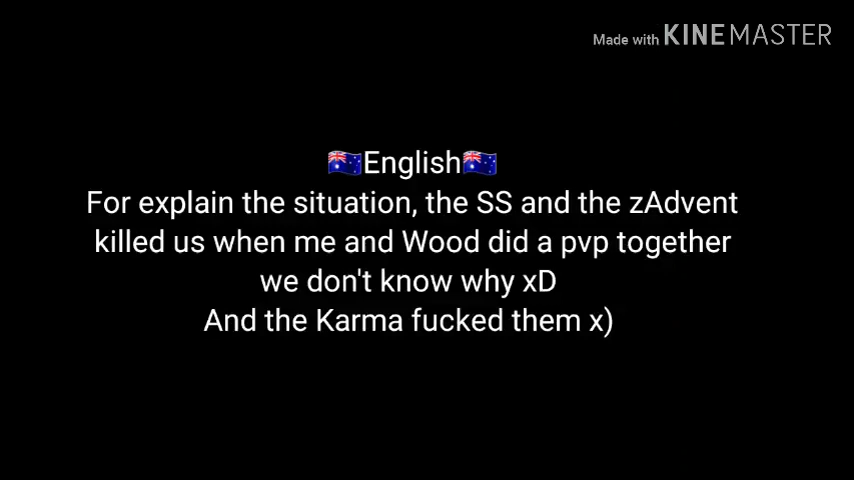 Made with KINEMASTER
🇦🇺English🇦🇺
For explain the situation, the SS and the zAdvent
killed us when me and Wood did a pvp together
we don't know why xD
And the Karma fucked them x)